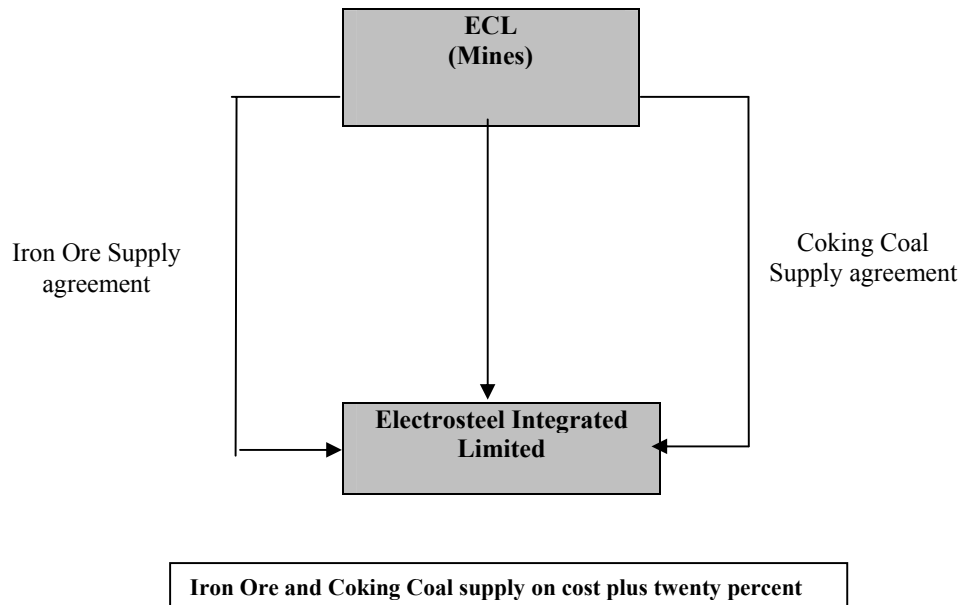 ECL
(Mines)
Iron Ore Supply
agreement
Coking Coal
Supply agreement
Electrosteel Integrated
Limited
Iron Ore and Coking Coal supply on cost plus twenty percent